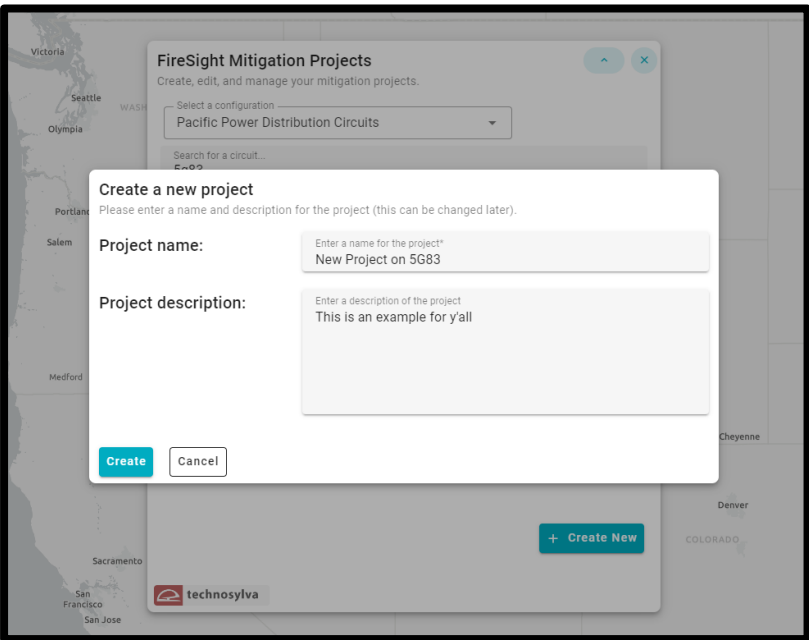 Victoria
Seattle
WASH
Olympia
Portland
Salem
Medford
Sacramento
San
Francisco
San Jose
Cheyenne
Denver
COLORADO
FireSight Mitigation Projects
Create, edit, and manage your mitigation projects.
Select a configuration
Pacific Power Distribution Circuits
Search for a circuit...
5g83
Create a new project
Please enter a name and description for the project (this can be changed later).
Project name:
Enter a name for the project*
New Project on 5G83
Project description:
Enter a description of the project
This is an example for y'all
Create
Cancel
+ Create New
technosylva